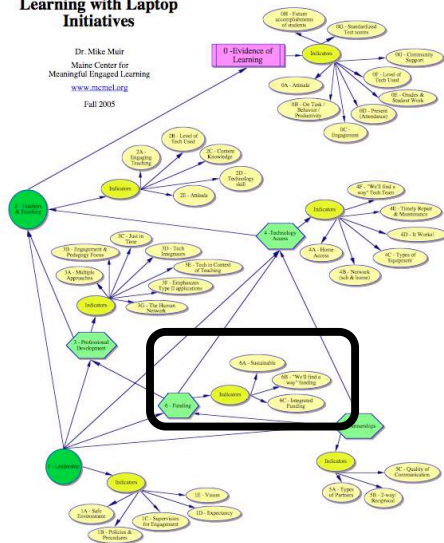 Learning with Laptop
Initiatives
Dr. Mike Muir
Maine Center for
Meaningful Engaged Learning
www.mcmel.org
Fall 2005
0 -Evidence of
Learning
Indicators
0H - Future
accomplishments
of students
0G - Standardized
Test scores
0G - Community
Support
0F - Level of
Tech Used
0E - Grades &
Student Work
0D - Present
(Attendance)
0C -
Engagement
0B - On Task /
Behavior /
Productivity
0A - Attitude
2 - Teachers
& Teaching
Indicators
2A -
Engaging
Teaching
2B - Level of
Tech Used
2C - Content
Knowledge
2D -
Technology
skill
2E - Attitude
4 -Technology
Access
Indicators
4F - "We'll find a
way" Tech Team
4E - Timely Repair
& Maintenance
4D - It Works!
4C - Types of
Equipment
4B - Network
(sch & home)
4A - Home
Access
3 - Professional
Development
Indicators
3A - Multiple
Approaches
3B - Engagement &
Pedagogy Focus
3C - Just in
Time
3D - Tech
Integrators
3E - Tech in Context
of Teaching
3F - Emphasizes
Type II applications
3G - The Human
Network
6 - Funding
Indicators
6A - Sustainable
6B - "We'll find a
way" funding
6C - Integrated
Funding
Indicators
5C - Quality of
Communication
5B - 2-way/
Reciprocal
5A - Types
of Partners
1 - Leadership
Indicators
1A - Safe
Environment
1B - Policies &
Procedures
1C - Supervisors
for Engagement
1D - Expectancy
1E - Vision